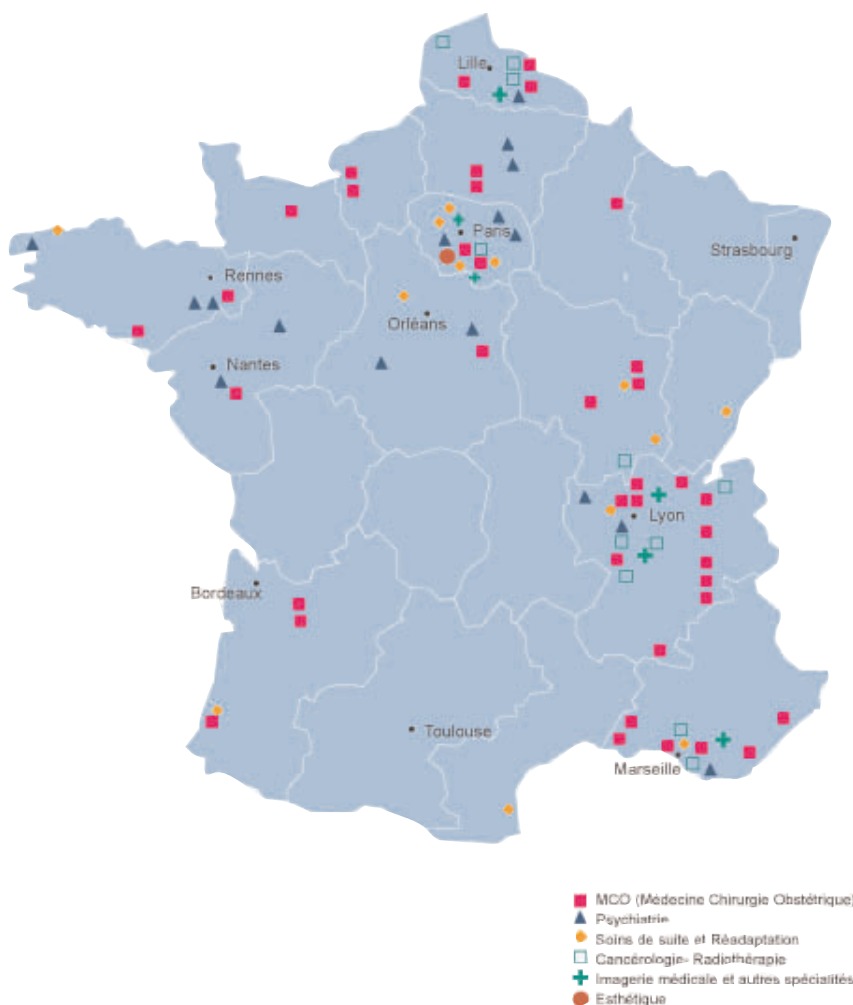 Lille
Paris
Strasbourg
Rennes
Orléans
Nantes
Lyon
Bordeaux
Toulouse
Marseille
MCO (Médecine Chirurgie Obstétrique)
Psychiatrie
Soins de suite et Réadaptation
Cancérologie- Radiothérapie
Imagerie médicale et autres spécialités
Esthétique